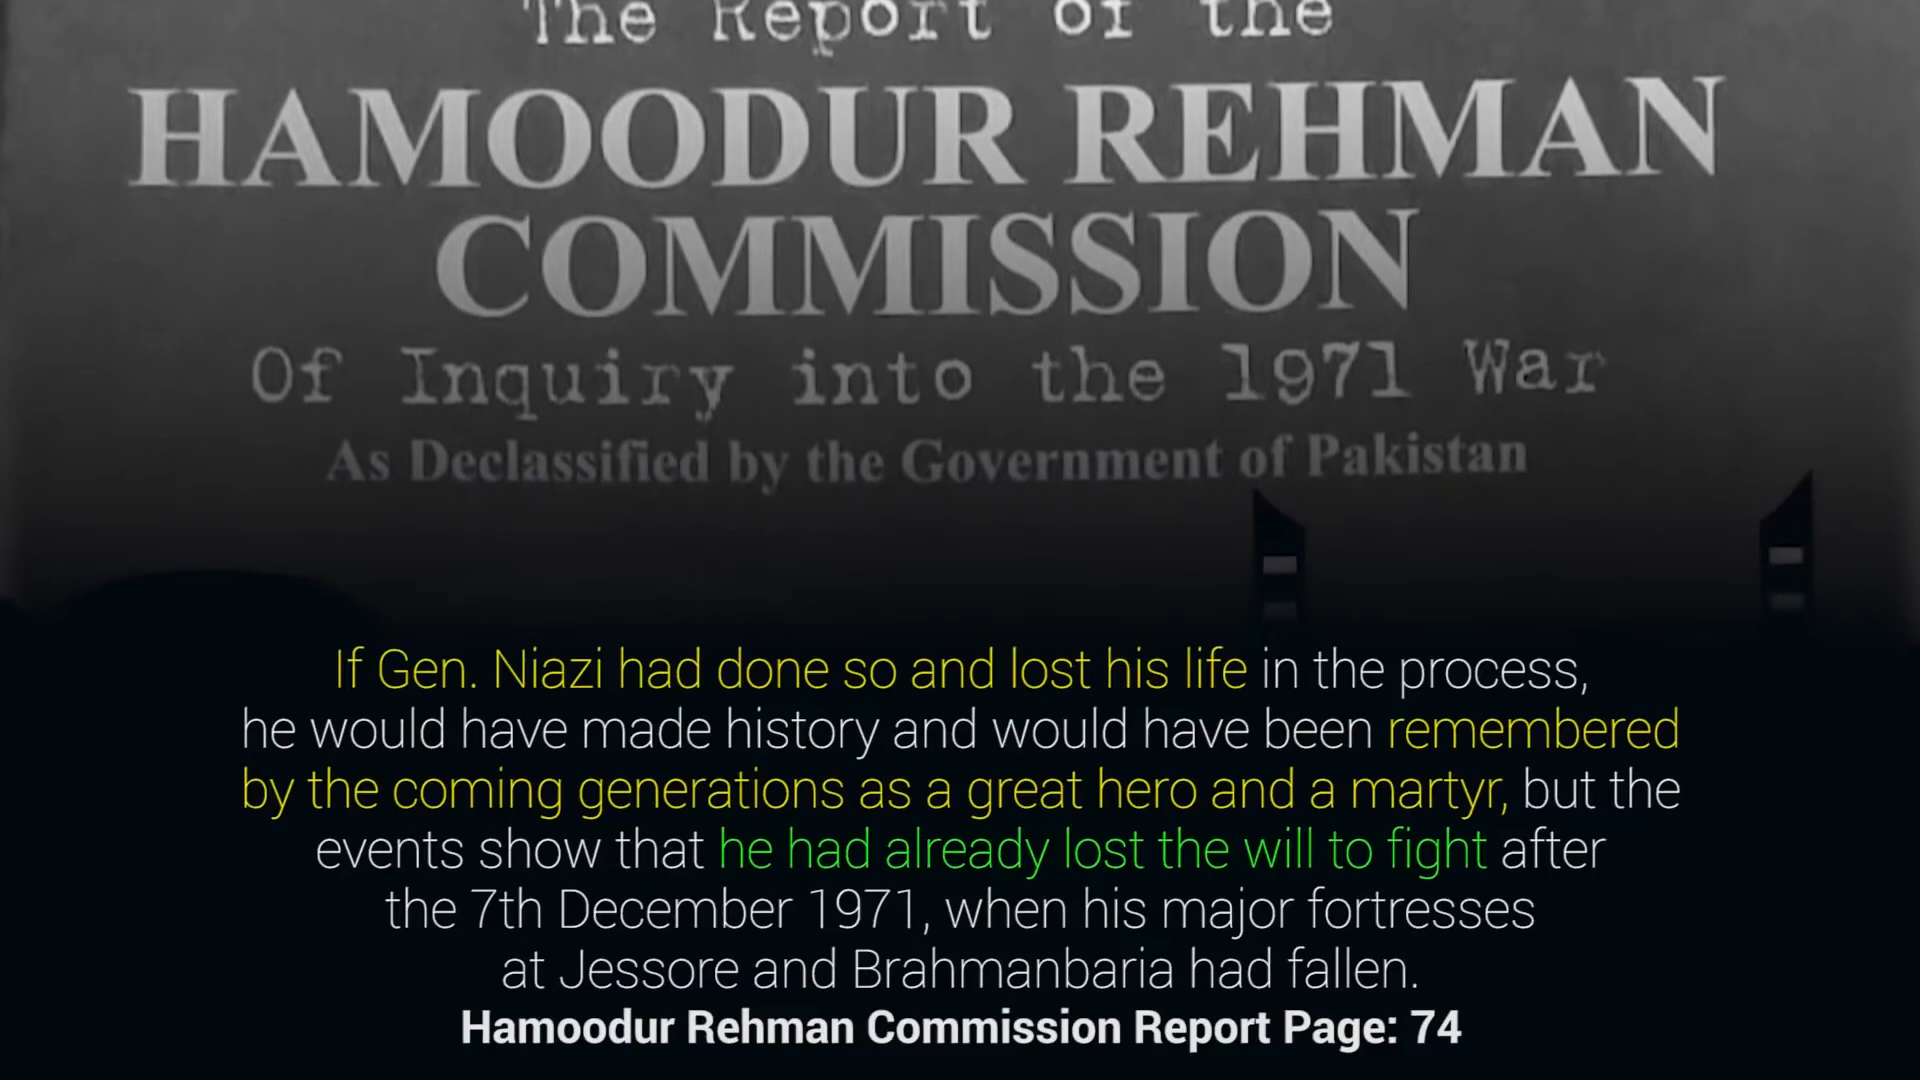 The Report of the
HAMOODUR REHMAN
COMMISSION
Of Inquiry into the 1971 War
As Declassified by the Government of Pakistan
If Gen. Niazi had done so and lost his life in the process,
he would have made history and would have been remembered
by the coming generations as a great hero and a martyr, but the
events show that he had already lost the will to fight after
the 7th December 1971, when his major fortresses
at Jessore and Brahmanbaria had fallen.
Hamoodur Rehman Commission Report Page: 74